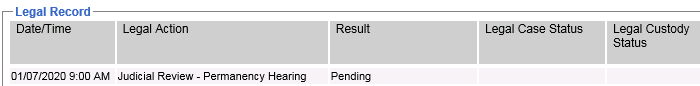 Legal Record
Date/Time Legal Action Result Legal Case Status Legal Custody
Status
01/07/2020 9:00 AM Judicial Review - Permanency Hearing Pending